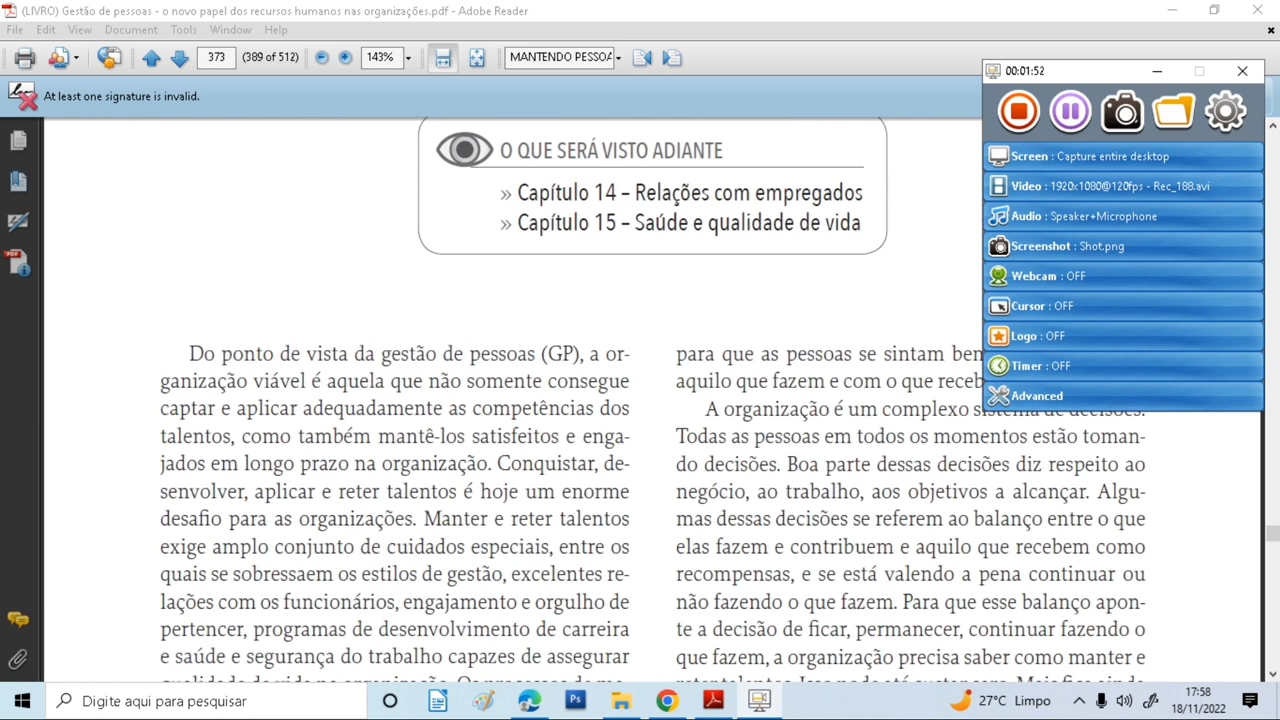 (LIVRO) Gestão de pessoas - o novo papel dos recursos humanos nas organizações.pdf - Adobe Reader
File Edit View Document Tools Window Help
373 (389 of 512) 143% MANTENDO PESSOA
At least one signature is invalid.
00:01:52
Screen : Capture entire desktop
Video : 1920x1080@120fps - Rec_188.avi
Audio : Speaker+Microphone
Screenshot : Shot.png
Webcam : OFF
Cursor : OFF
Logo : OFF
Timer : OFF
Advanced
O QUE SERÁ VISTO ADIANTE
» Capítulo 14 – Relações com empregados
» Capítulo 15 – Saúde e qualidade de vida
Do ponto de vista da gestão de pessoas (GP), a or-
ganização viável é aquela que não somente consegue
captar e aplicar adequadamente as competências dos
talentos, como também mantê-los satisfeitos e enga-
jados em longo prazo na organização. Conquistar, de-
senvolver, aplicar e reter talentos é hoje um enorme
desafio para as organizações. Manter e reter talentos
exige amplo conjunto de cuidados especiais, entre os
quais se sobressaem os estilos de gestão, excelentes re-
lações com os funcionários, engajamento e orgulho de
pertencer, programas de desenvolvimento de carreira
e saúde e segurança do trabalho capazes de assegurar
para que as pessoas se sintam bem
aquilo que fazem e com o que receb
A organização é um complexo sistema de decisões.
Todas as pessoas em todos os momentos estão toman-
do decisões. Boa parte dessas decisões diz respeito ao
negócio, ao trabalho, aos objetivos a alcançar. Algu-
mas dessas decisões se referem ao balanço entre o que
elas fazem e contribuem e aquilo que recebem como
recompensas, e se está valendo a pena continuar ou
não fazendo o que fazem. Para que esse balanço apon-
te a decisão de ficar, permanecer, continuar fazendo o
que fazem, a organização precisa saber como manter e
Digite aqui para pesquisar
Ps
27°C Limpo
17:58
18/11/2022